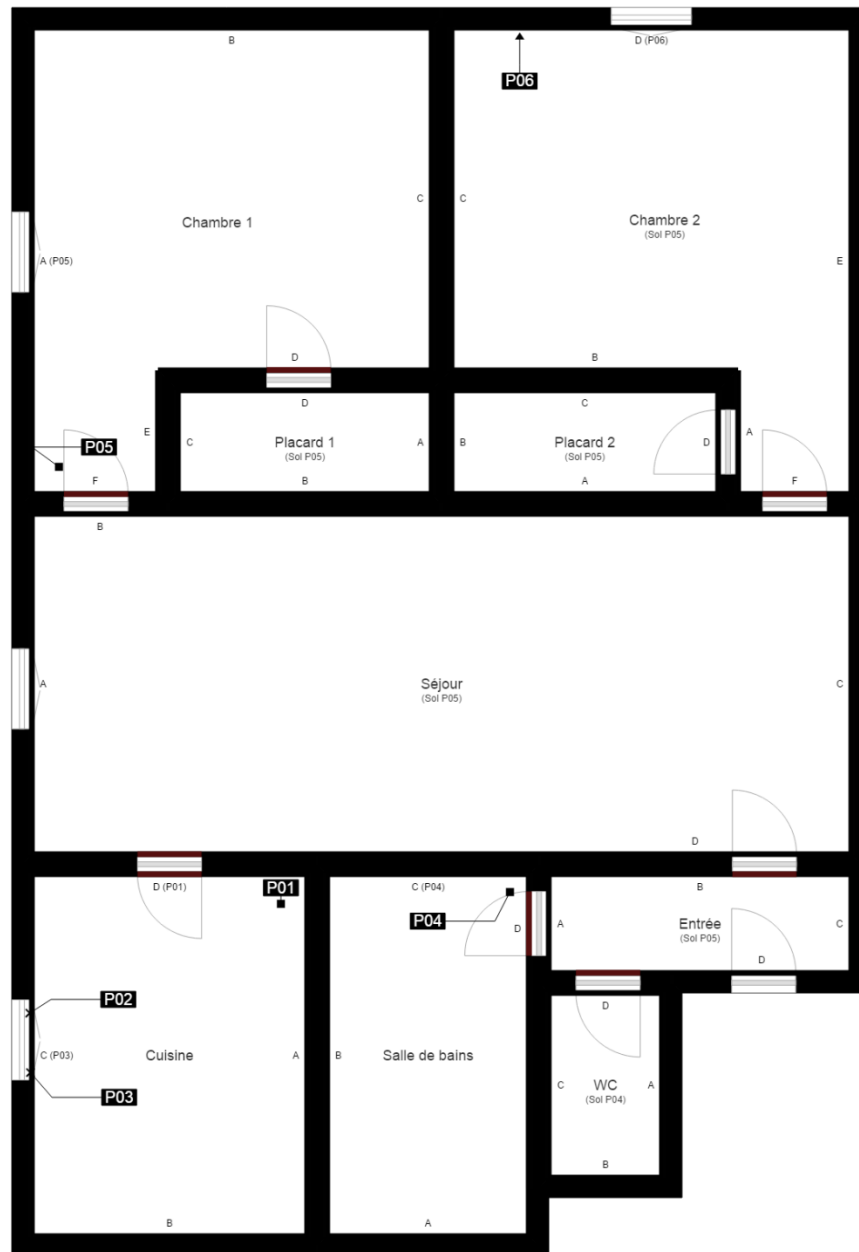 B
D (P06)
P06
C
C
Chambre 1
Chambre 2
(Sol P05)
A (P05)
E
D
B
D
C
E
P05
C
Placard 1
(Sol P05)
A
B
Placard 2
(Sol P05)
D
A
F
B
A
F
B
A
Séjour
(Sol P05)
C
D
D (P01)
P01
C (P04)
P04
D
B
A
Entrée
(Sol P05)
C
D
P02
C (P03)
Cuisine
A
P03
B
Salle de bains
D
C
WC
(Sol P04)
A
B
B
A